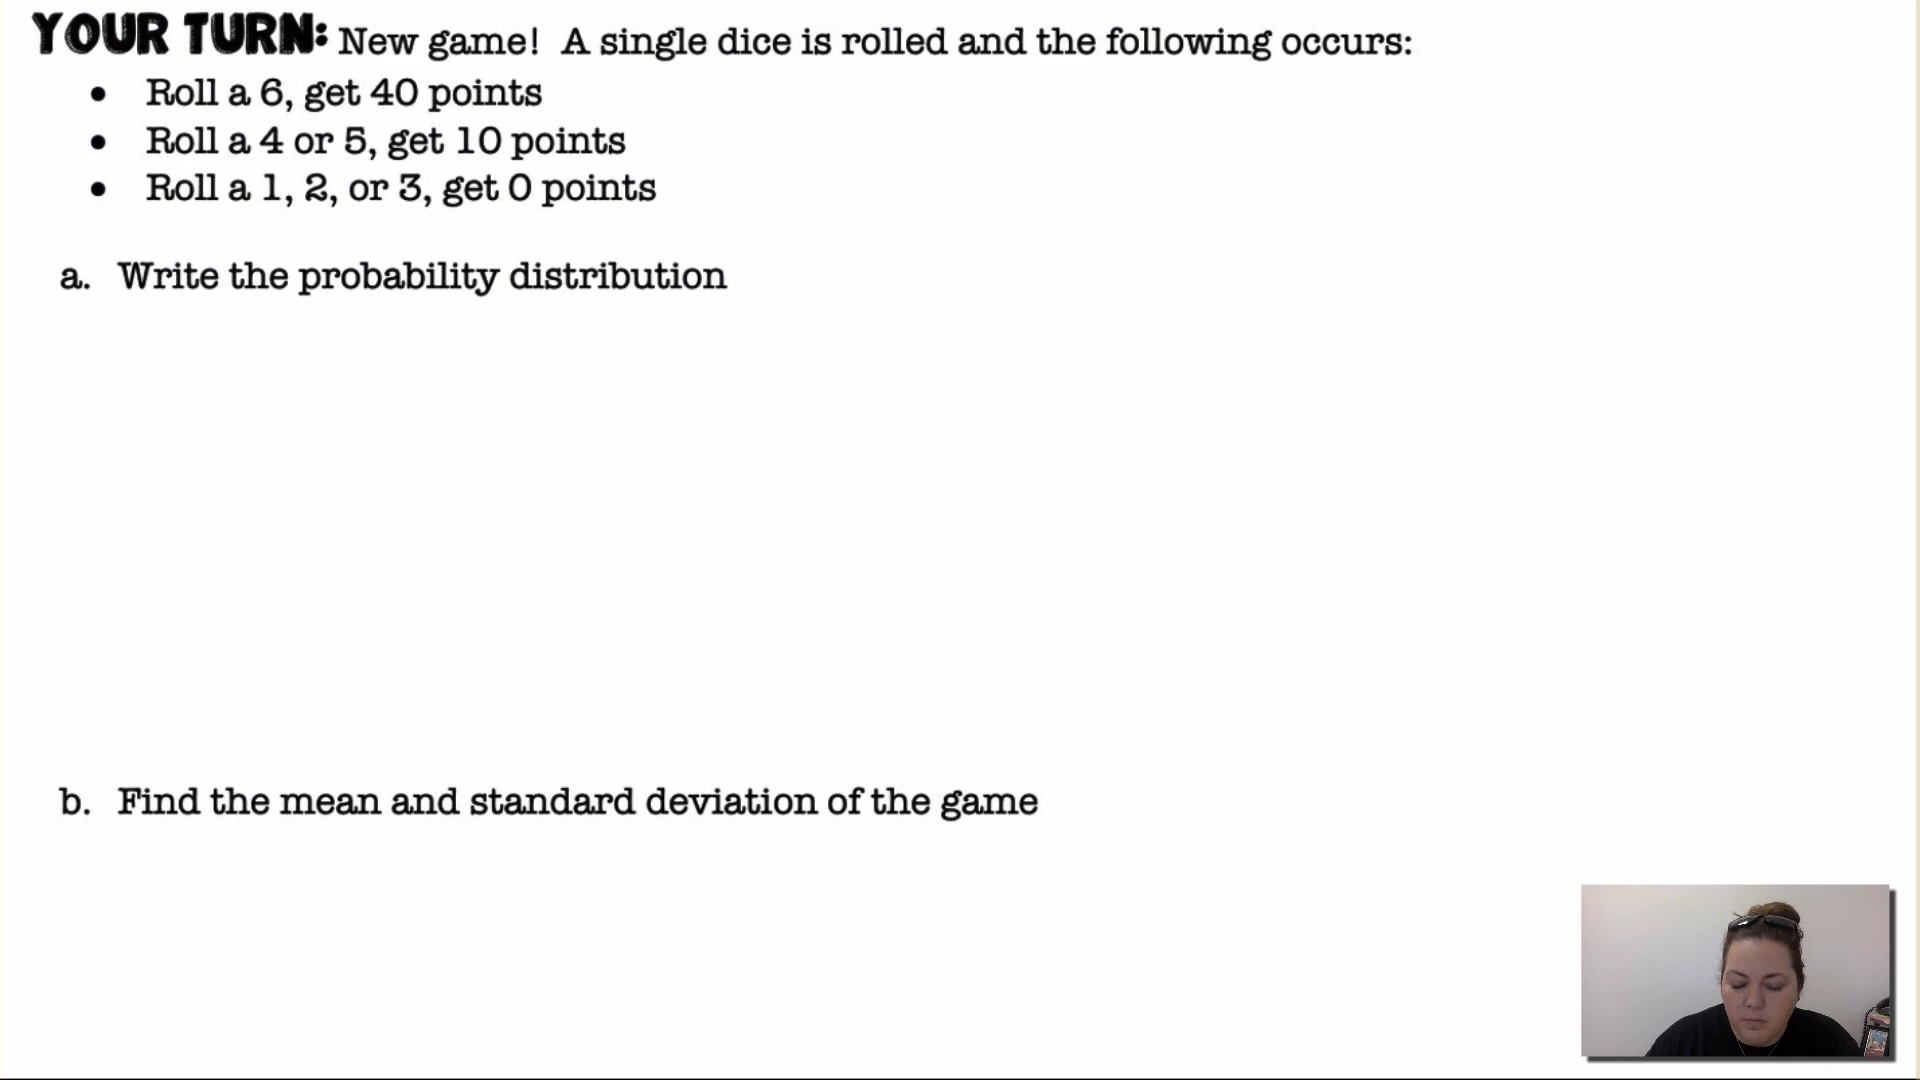 YOUR TURN: New game! A single dice is rolled and the following occurs:
• Roll a 6, get 40 points
• Roll a 4 or 5, get 10 points
• Roll a 1, 2, or 3, get 0 points
a. Write the probability distribution
b. Find the mean and standard deviation of the game